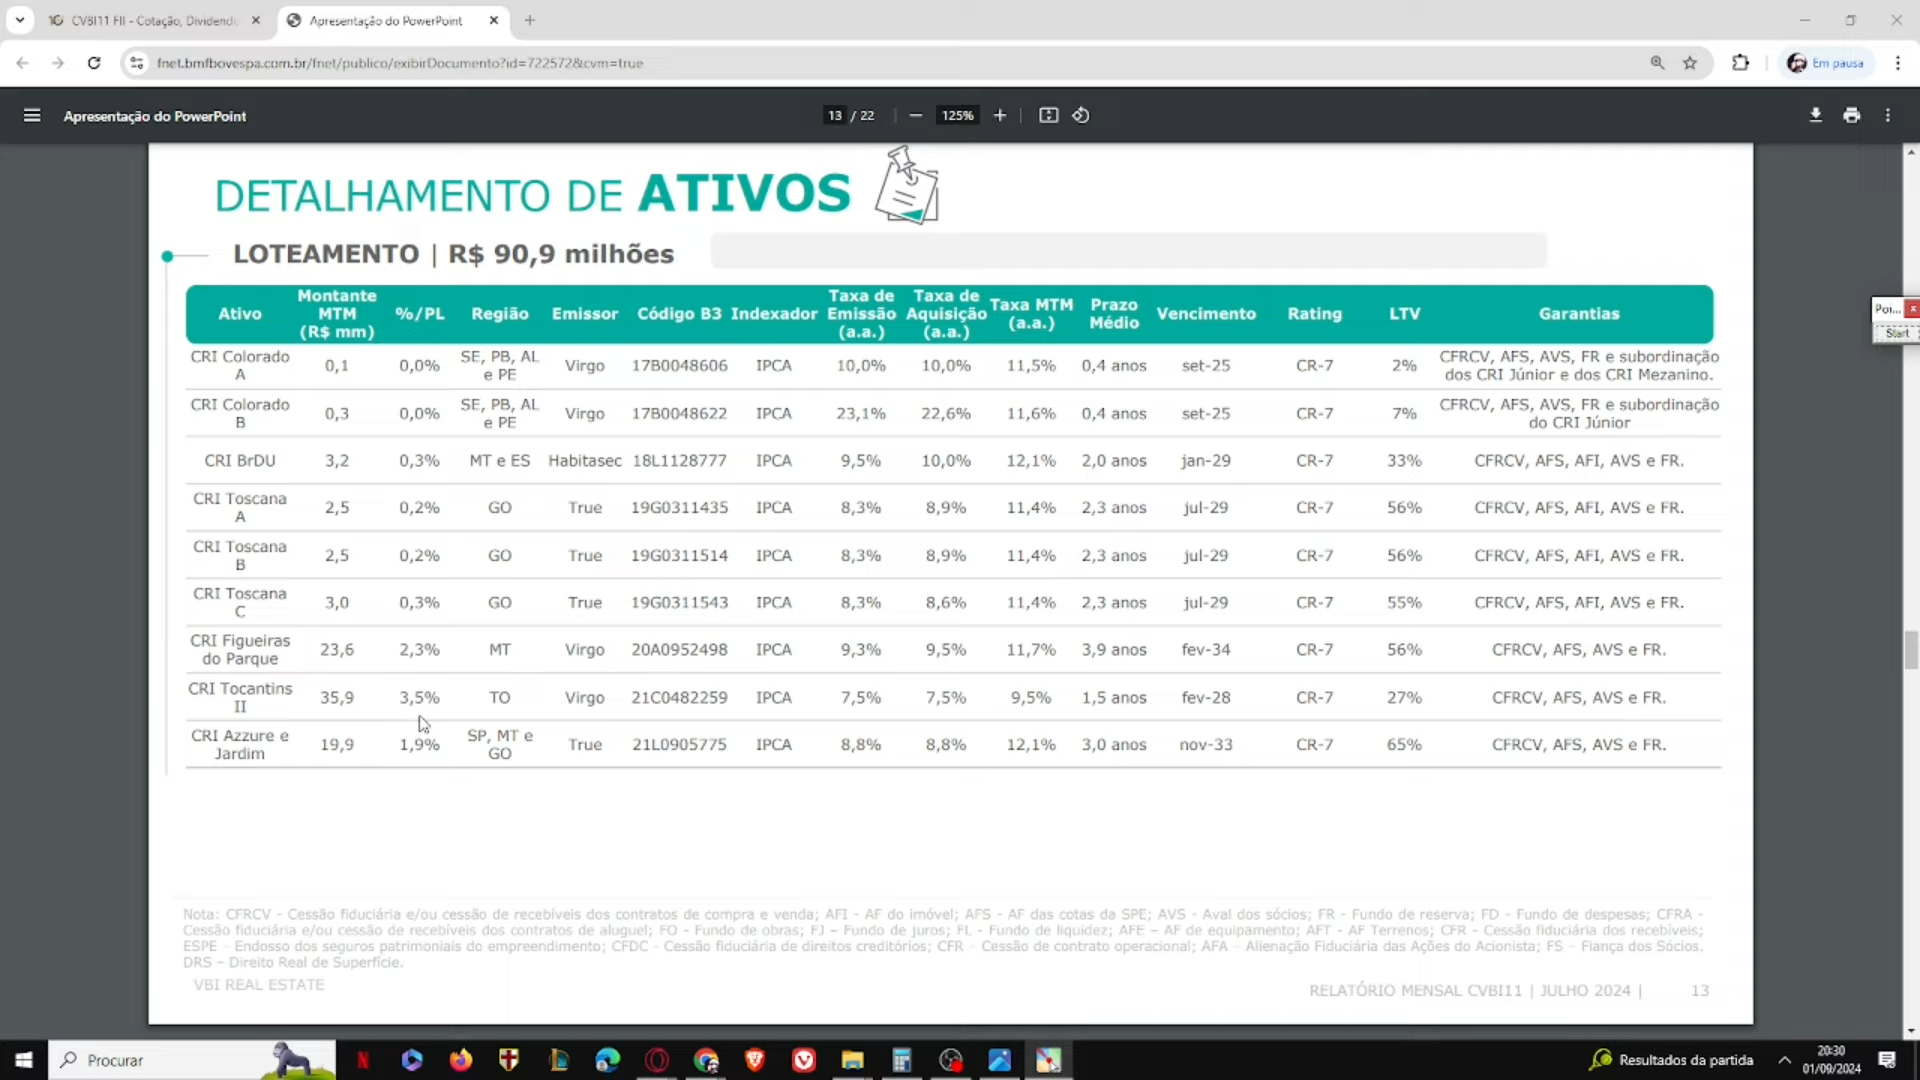 CVBI11 FII - Cotação, Dividend
Apresentação do PowerPoint
fnet.bmfbovespa.com.br/fnet/publico/exibirDocumento?id=722572&cvm=true
Em pausa
Apresentação do PowerPoint
13 / 22
125%
DETALHAMENTO DE ATIVOS
LOTEAMENTO | R$ 90,9 milhões
Ativo Montante MTM (R$ mm) %/PL Região Emissor Código B3 Indexador Taxa de Emissão (a.a.) Taxa de Aquisição (a.a.) Taxa MTM (a.a.) Prazo Médio Vencimento Rating LTV Garantias
CRI Colorado A 0,1 0,0% SE, PB, AL e PE Virgo 17B0048606 IPCA 10,0% 10,0% 11,5% 0,4 anos set-25 CR-7 2% CFRCV, AFS, AVS, FR e subordinação dos CRI Júnior e dos CRI Mezanino.
CRI Colorado B 0,3 0,0% SE, PB, AL e PE Virgo 17B0048622 IPCA 23,1% 22,6% 11,6% 0,4 anos set-25 CR-7 7% CFRCV, AFS, AVS, FR e subordinação do CRI Júnior
CRI BrDU 3,2 0,3% MT e ES Habitasec 18L1128777 IPCA 9,5% 10,0% 12,1% 2,0 anos jan-29 CR-7 33% CFRCV, AFS, AFI, AVS e FR.
CRI Toscana A 2,5 0,2% GO True 19G0311435 IPCA 8,3% 8,9% 11,4% 2,3 anos jul-29 CR-7 56% CFRCV, AFS, AFI, AVS e FR.
CRI Toscana B 2,5 0,2% GO True 19G0311514 IPCA 8,3% 8,9% 11,4% 2,3 anos jul-29 CR-7 56% CFRCV, AFS, AFI, AVS e FR.
CRI Toscana C 3,0 0,3% GO True 19G0311543 IPCA 8,3% 8,6% 11,4% 2,3 anos jul-29 CR-7 55% CFRCV, AFS, AFI, AVS e FR.
CRI Figueiras do Parque 23,6 2,3% MT Virgo 20A0952498 IPCA 9,3% 9,5% 11,7% 3,9 anos fev-34 CR-7 56% CFRCV, AFS, AVS e FR.
CRI Tocantins II 35,9 3,5% TO Virgo 21C0482259 IPCA 7,5% 7,5% 9,5% 1,5 anos fev-28 CR-7 27% CFRCV, AFS, AVS e FR.
CRI Azzure e Jardim 19,9 1,9% SP, MT e GO True 21L0905775 IPCA 8,8% 8,8% 12,1% 3,0 anos nov-33 CR-7 65% CFRCV, AFS, AVS e FR.
Poi...
Start
Nota: CFRCV - Cessão fiduciária e/ou cessão de recebíveis dos contratos de compra e venda; AFI - AF do imóvel; AFS - AF das cotas da SPE; AVS - Aval dos sócios; FR - Fundo de reserva; FD - Fundo de despesas; CFRA -
Cessão fiduciária e/ou cessão de recebíveis dos contratos de aluguel; FO - Fundo de obras; FJ – Fundo de juros; FL - Fundo de liquidez; AFE – AF de equipamento; AFT - AF Terrenos; CFR - Cessão fiduciária dos recebíveis;
ESPE - Endosso dos seguros patrimoniais do empreendimento; CFDC - Cessão fiduciária de direitos creditórios; CFR – Cessão de contrato operacional; AFA – Alienação Fiduciária das Ações do Acionista; FS – Fiança dos Sócios.
DRS – Direito Real de Superfície.
VBI REAL ESTATE
RELATÓRIO MENSAL CVBI11 | JULHO 2024 | 13
Procurar
Resultados da partida
20:30
01/09/2024